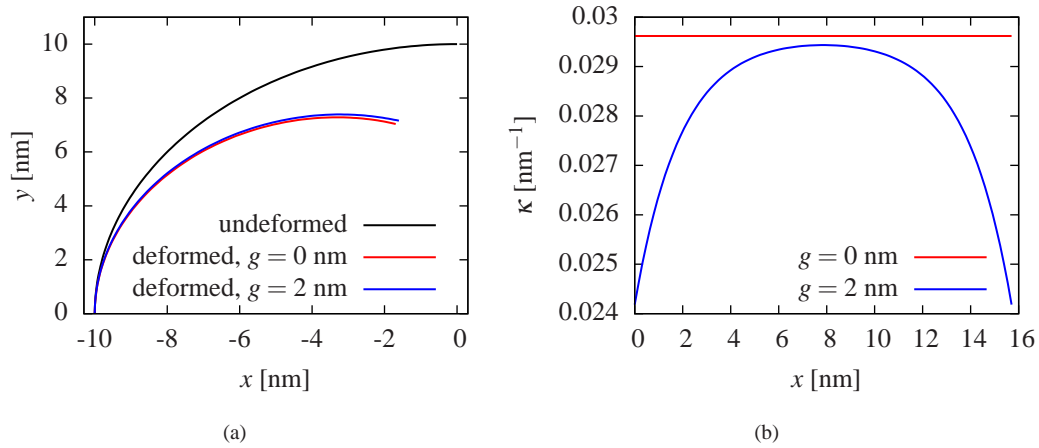 10
8
6
4
2
0
-10
-8
-6
-4
-2
0
y [nm]
x [nm]
undeformed
deformed, g = 0 nm
deformed, g = 2 nm
(a)
0.03
0.029
0.028
0.027
0.026
0.025
0.024
0
2
4
6
8
10
12
14
16
κ [nm⁻¹]
x [nm]
g = 0 nm
g = 2 nm
(b)